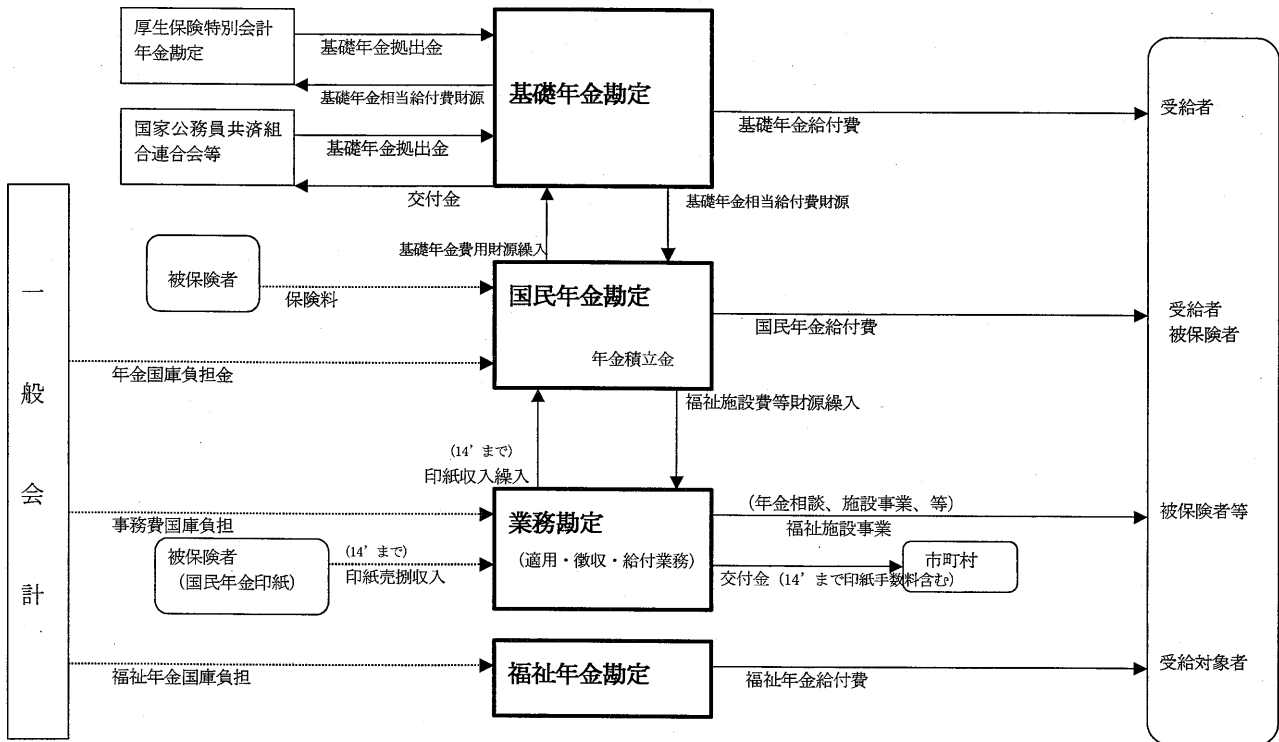 厚生保険特別会計
年金勘定
基礎年金拠出金
基礎年金相当給付費財源
国家公務員共済組
合連合会等
基礎年金拠出金
交付金
基礎年金勘定
基礎年金給付費
受給者
基礎年金費用財源繰入
基礎年金相当給付費財源
一般会計
被保険者
保険料
国民年金勘定
年金積立金
国民年金給付費
受給者
被保険者
年金国庫負担金
福祉施設費等財源繰入
(14’まで)
印紙収入繰入
事務費国庫負担
被保険者
(国民年金印紙)
(14’まで)
印紙売捌収入
業務勘定
(適用・徴収・給付業務)
(年金相談、施設事業、等)
福祉施設事業
被保険者等
交付金 (14’まで印紙手数料含む)
市町村
福祉年金国庫負担
福祉年金勘定
福祉年金給付費
受給対象者